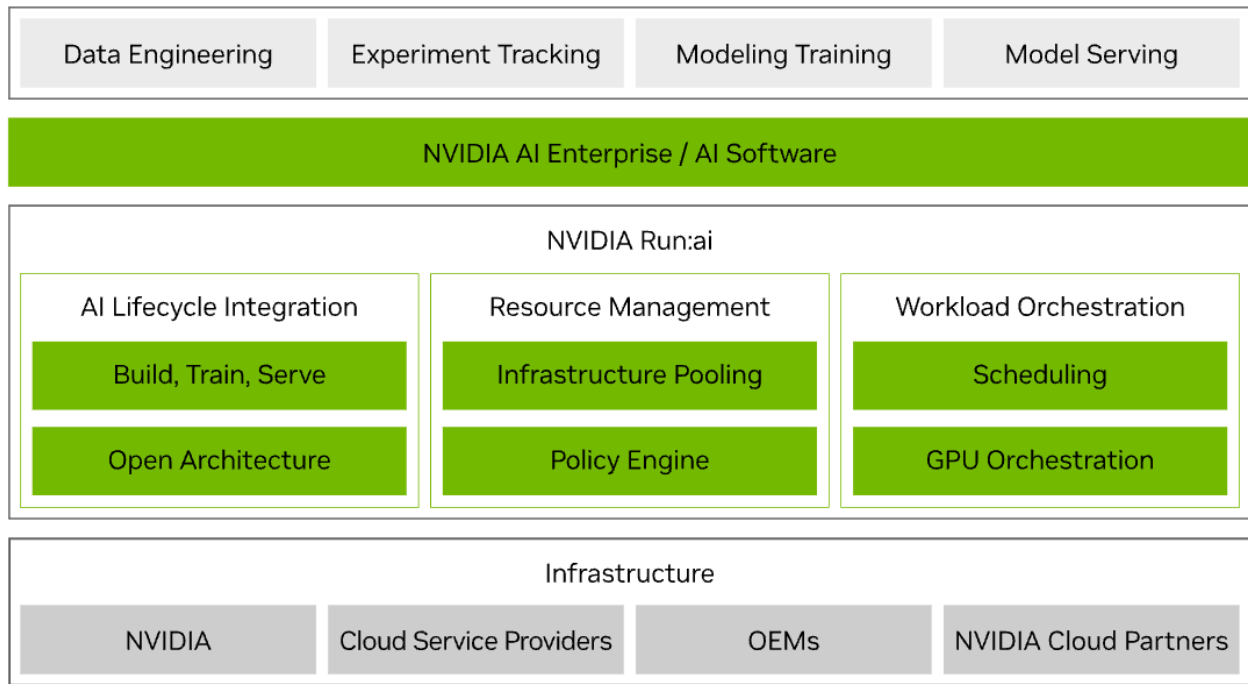 Data Engineering
Experiment Tracking
Modeling Training
Model Serving
NVIDIA AI Enterprise / AI Software
NVIDIA Run:ai
AI Lifecycle Integration
Build, Train, Serve
Open Architecture
Resource Management
Infrastructure Pooling
Policy Engine
Workload Orchestration
Scheduling
GPU Orchestration
Infrastructure
NVIDIA
Cloud Service Providers
OEMs
NVIDIA Cloud Partners